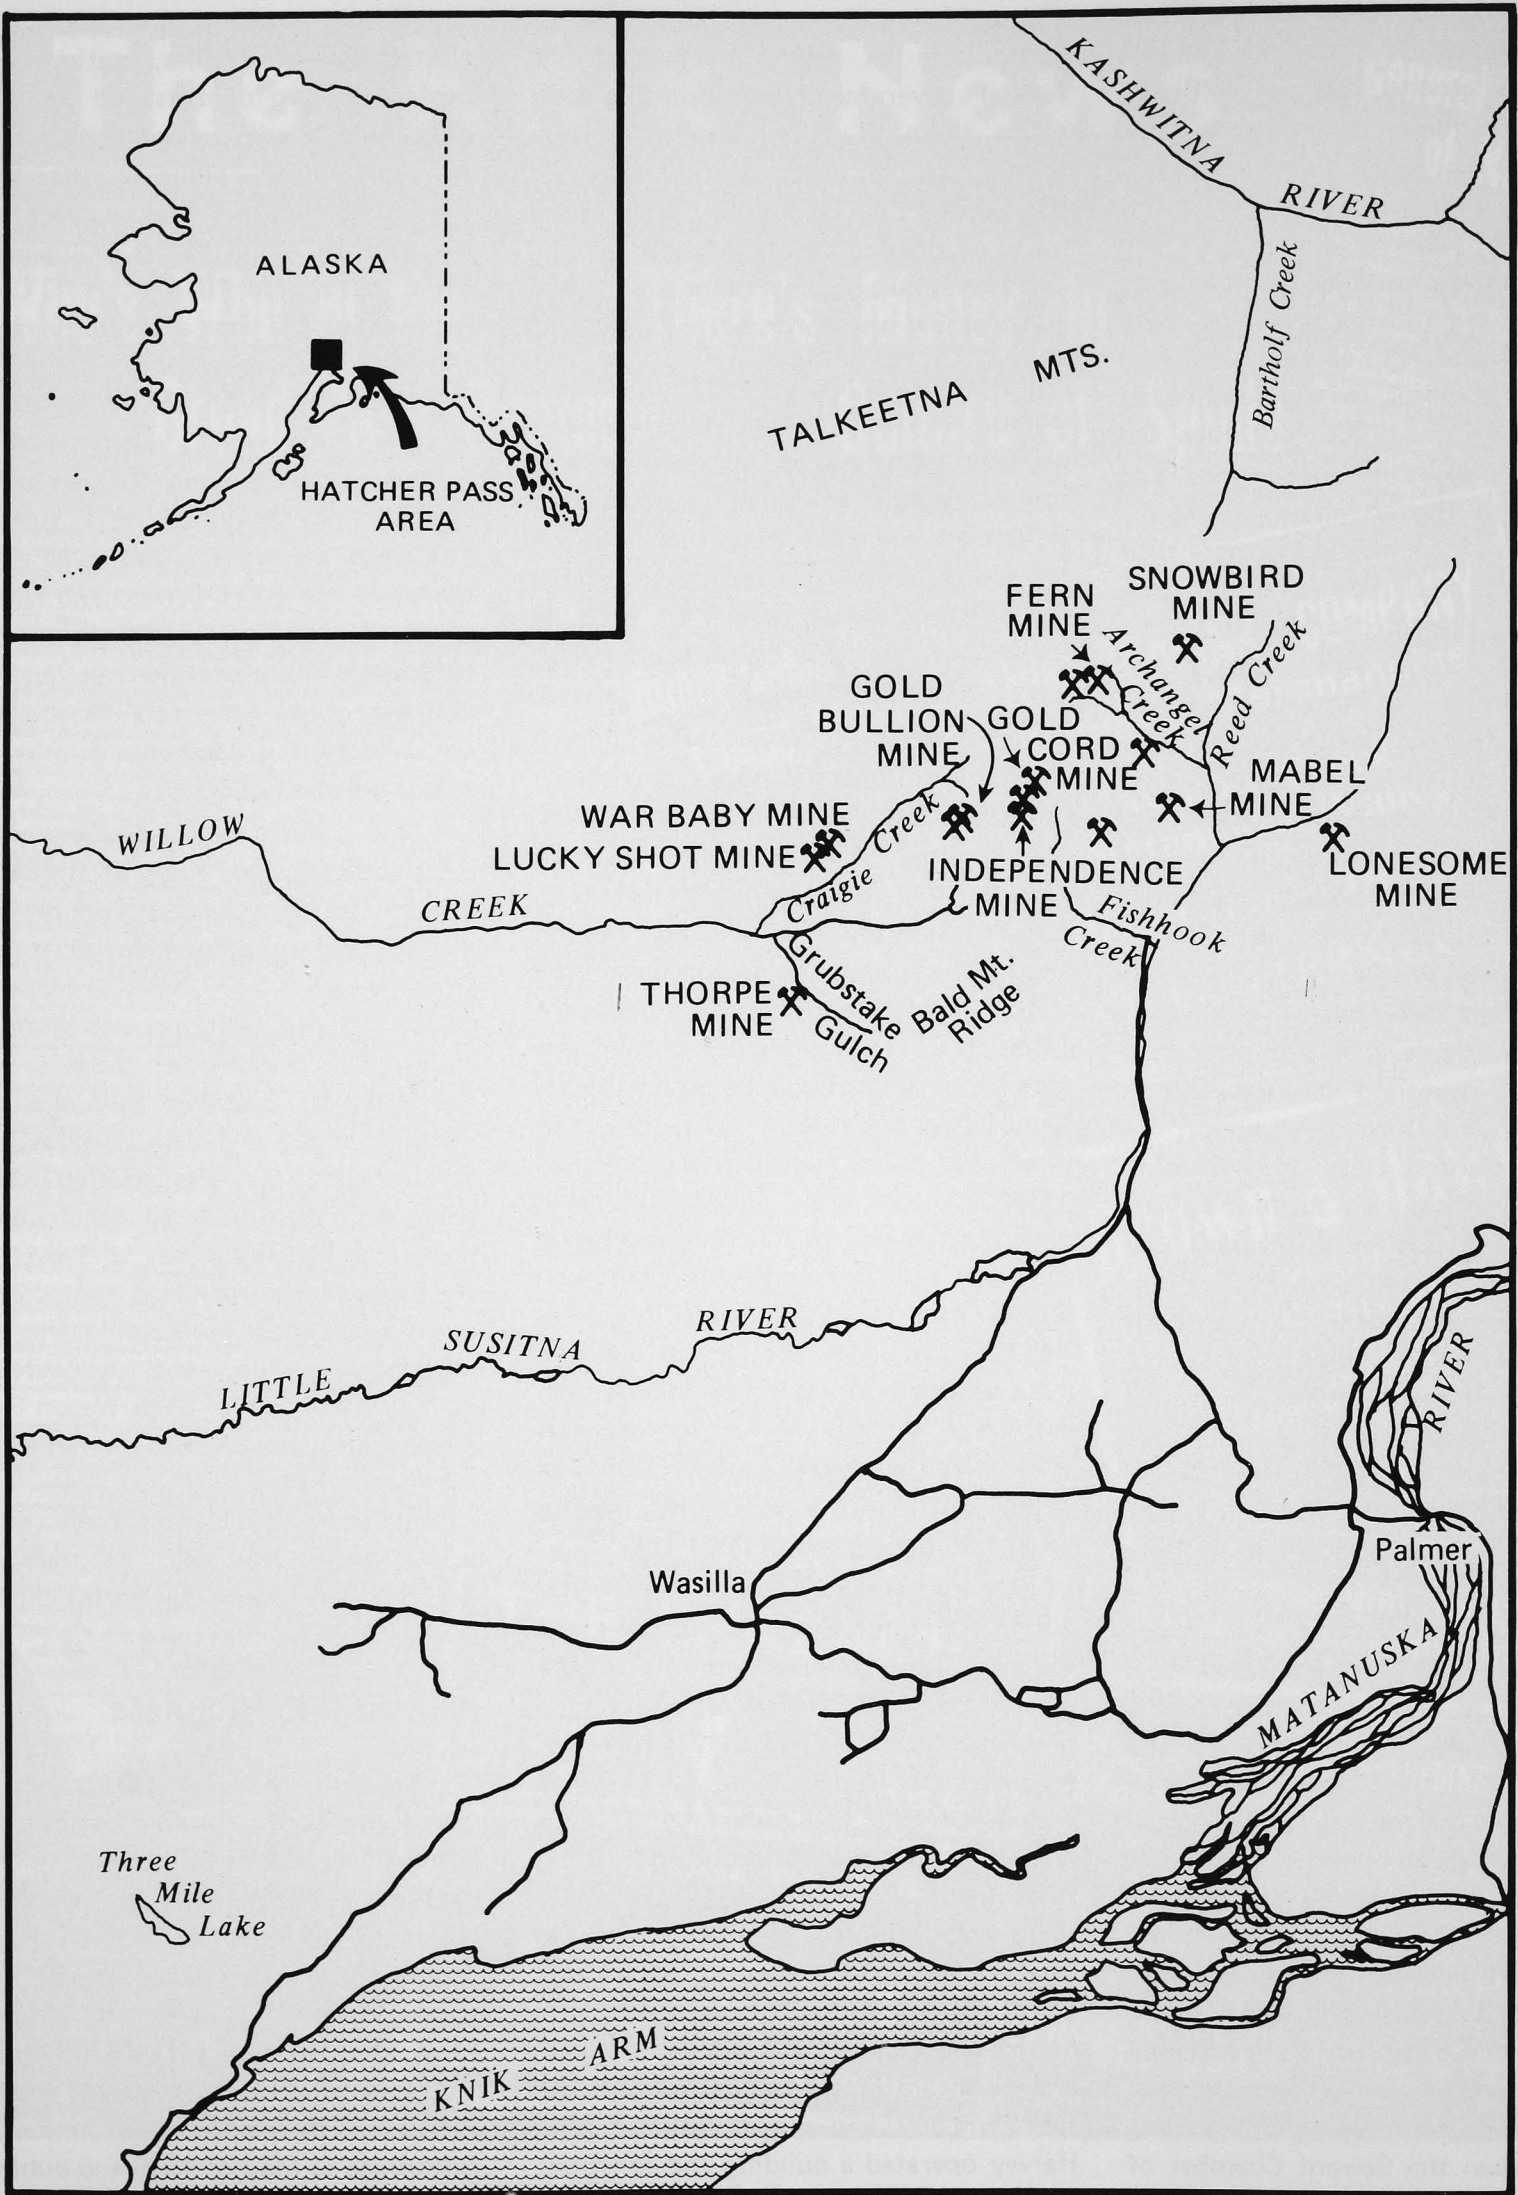 ALASKA
HATCHER PASS
AREA
KASHWITNA
RIVER
Bartholf Creek
TALKEETNA
MTS.
SNOWBIRD
MINE
FERN
MINE
Archangel
Creek
Reed Creek
GOLD
BULLION
MINE
GOLD
CORD
MINE
MABEL
MINE
WAR BABY MINE
LUCKY SHOT MINE
Craigie Creek
INDEPENDENCE
MINE
LONESOME
MINE
WILLOW
CREEK
Fishhook
Creek
THORPE
MINE
Grubstake
Gulch
Bald Mt.
Ridge
LITTLE
SUSITNA
RIVER
RIVER
Palmer
Wasilla
MATANUSKA
Three
Mile
Lake
KNIK
ARM